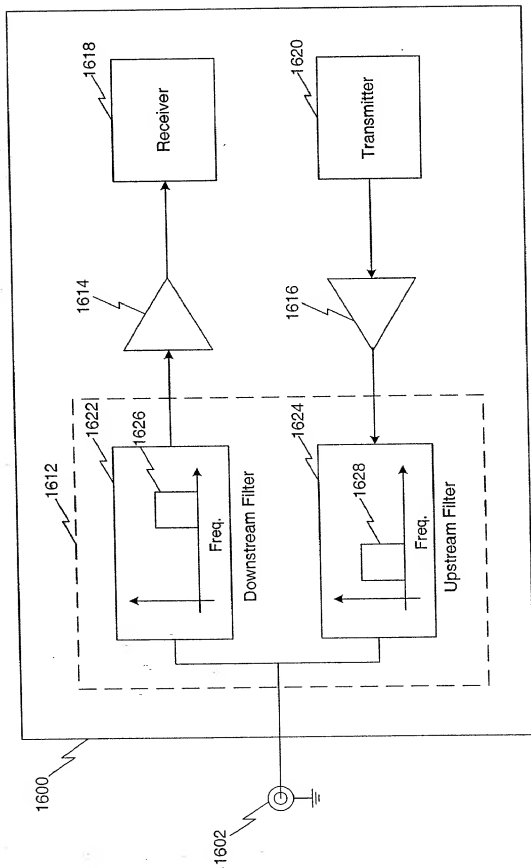 1600
1602
1612
1622
1626
Freq.
Downstream Filter
1614
1618
Receiver
1624
1628
Freq.
Upstream Filter
1616
1620
Transmitter